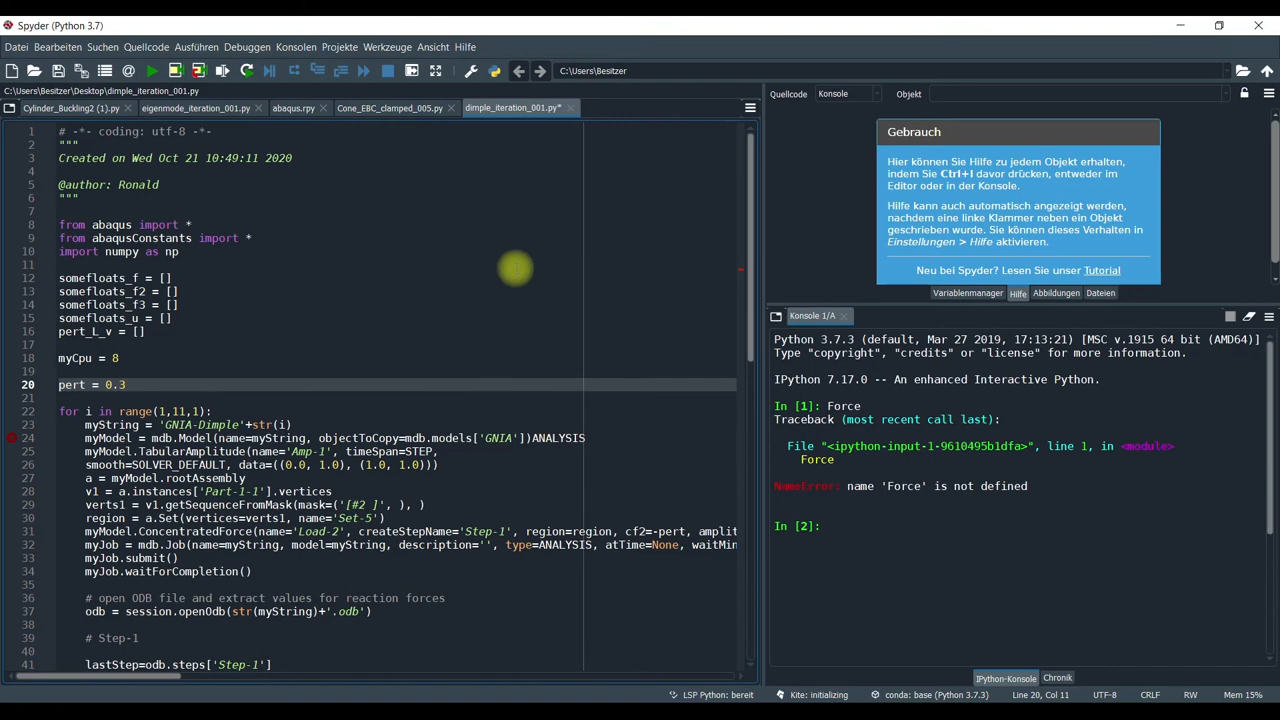 Spyder (Python 3.7)
Datei Bearbeiten Suchen Quellcode Ausführen Debuggen Konsolen Projekte Werkzeuge Ansicht Hilfe
C:\Users\Besitzer
C:\Users\Besitzer\Desktop\dimple_iteration_001.py
Cylinder_Buckling2 (1).py eigenmode_iteration_001.py abaqus.rpy Cone_EBC_clamped_005.py dimple_iteration_001.py*
1 # -*- coding: utf-8 -*-
2 """
3 Created on Wed Oct 21 10:49:11 2020
4
5 @author: Ronald
6 """
7
8 from abaqus import *
9 from abaqusConstants import *
10 import numpy as np
11
12 somefloats_f = []
13 somefloats_f2 = []
14 somefloats_f3 = []
15 somefloats_u = []
16 pert_L_v = []
17
18 myCpu = 8
19
20 pert = 0.3
21
22 for i in range(1,11,1):
23 myString = 'GNIA-Dimple'+str(i)
24 myModel = mdb.Model(name=myString, objectToCopy=mdb.models['GNIA'])ANALYSIS
25 myModel.TabularAmplitude(name='Amp-1', timeSpan=STEP,
26 smooth=SOLVER_DEFAULT, data=((0.0, 1.0), (1.0, 1.0)))
27 a = myModel.rootAssembly
28 v1 = a.instances['Part-1-1'].vertices
29 verts1 = v1.getSequenceFromMask(mask=('[#2 ]', ), )
30 region = a.Set(vertices=verts1, name='Set-5')
31 myModel.ConcentratedForce(name='Load-2', createStepName='Step-1', region=region, cf2=-pert, amplit
32 myJob = mdb.Job(name=myString, model=myString, description='', type=ANALYSIS, atTime=None, waitMin
33 myJob.submit()
34 myJob.waitForCompletion()
35
36 # open ODB file and extract values for reaction forces
37 odb = session.openOdb(str(myString)+'.odb')
38
39 # Step-1
40
41 lastStep=odb.steps['Step-1']
Quellcode Konsole Objekt
Gebrauch
Hier können Sie Hilfe zu jedem Objekt erhalten,
indem Sie Ctrl+I davor drücken, entweder im
Editor oder in der Konsole.
Hilfe kann auch automatisch angezeigt werden,
nachdem eine linke Klammer neben ein Objekt
geschrieben wurde. Sie können dieses Verhalten in
Einstellungen > Hilfe aktivieren.
Neu bei Spyder? Lesen Sie unser Tutorial
Variablenmanager Hilfe Abbildungen Dateien
Konsole 1/A
Python 3.7.3 (default, Mar 27 2019, 17:13:21) [MSC v.1915 64 bit (AMD64)]
Type "copyright", "credits" or "license" for more information.
IPython 7.17.0 -- An enhanced Interactive Python.
In [1]: Force
Traceback (most recent call last):
File "<ipython-input-1-9610495b1dfa>", line 1, in <module>
Force
NameError: name 'Force' is not defined
In [2]:
IPython-Konsole Chronik
LSP Python: bereit Kite: initializing conda: base (Python 3.7.3) Line 20, Col 11 UTF-8 CRLF RW Mem 15%